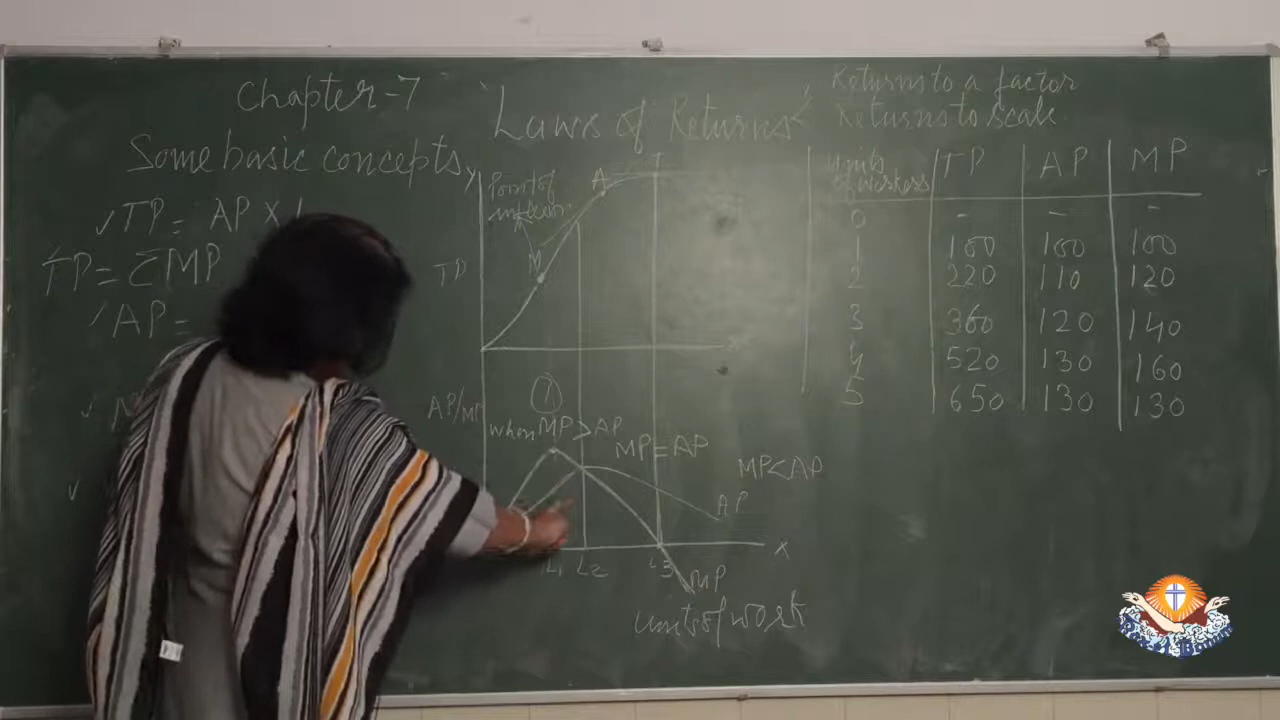 Chapter-7
'Laws of Returns'
Returns to a factor
Returns to scale
Some basic concepts
✓TP = AP X L
TP = ΣMP
✓AP =
✓
✓
Y
Point of
A
M
TP
AP/MP
1
when MP > AP
MP = AP
MP < AP
AP
X
L1 L2 L3
MP
units of work
Units of workers TP AP MP
0 - - -
1 100 100 100
2 220 110 120
3 360 120 140
4 520 130 160
5 650 130 130